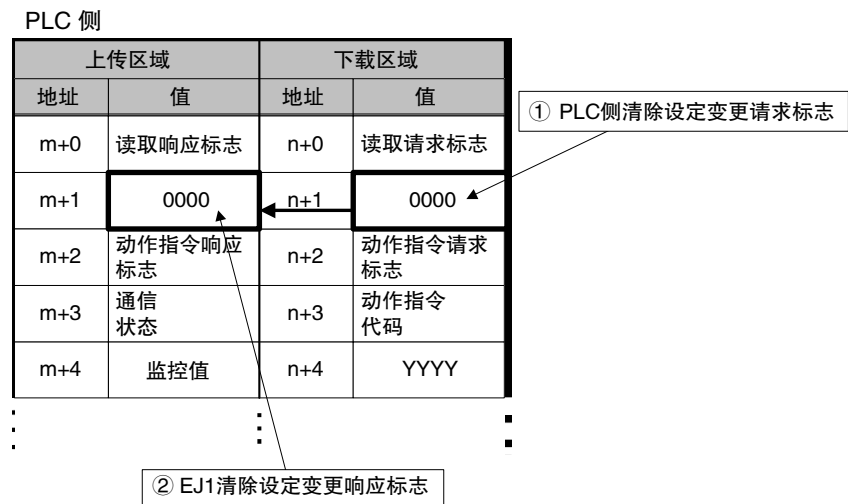 PLC 侧
上传区域 下载区域
地址 值 地址 值
① PLC侧清除设定变更请求标志
m+0 读取响应标志 n+0 读取请求标志
m+1 0000 n+1 0000
m+2 动作指令响应 n+2 动作指令请求
标志 标志
m+3 通信 n+3 动作指令
状态 代码
m+4 监控值 n+4 YYYY
② EJ1清除设定变更响应标志